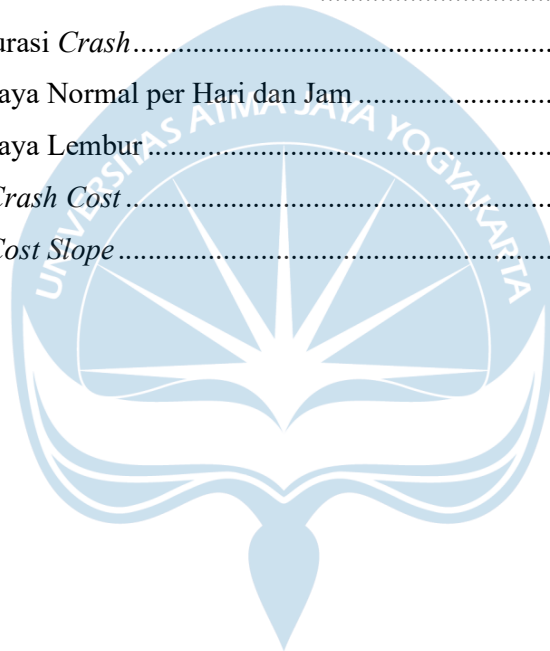 urasi Crash..............................................................
aya Normal per Hari dan Jam............................
aya Lembur...........................................................
Crash Cost..............................................................
Cost Slope...............................................................
UNIVERSITAS ATMA JAYA YOGYAKARTA